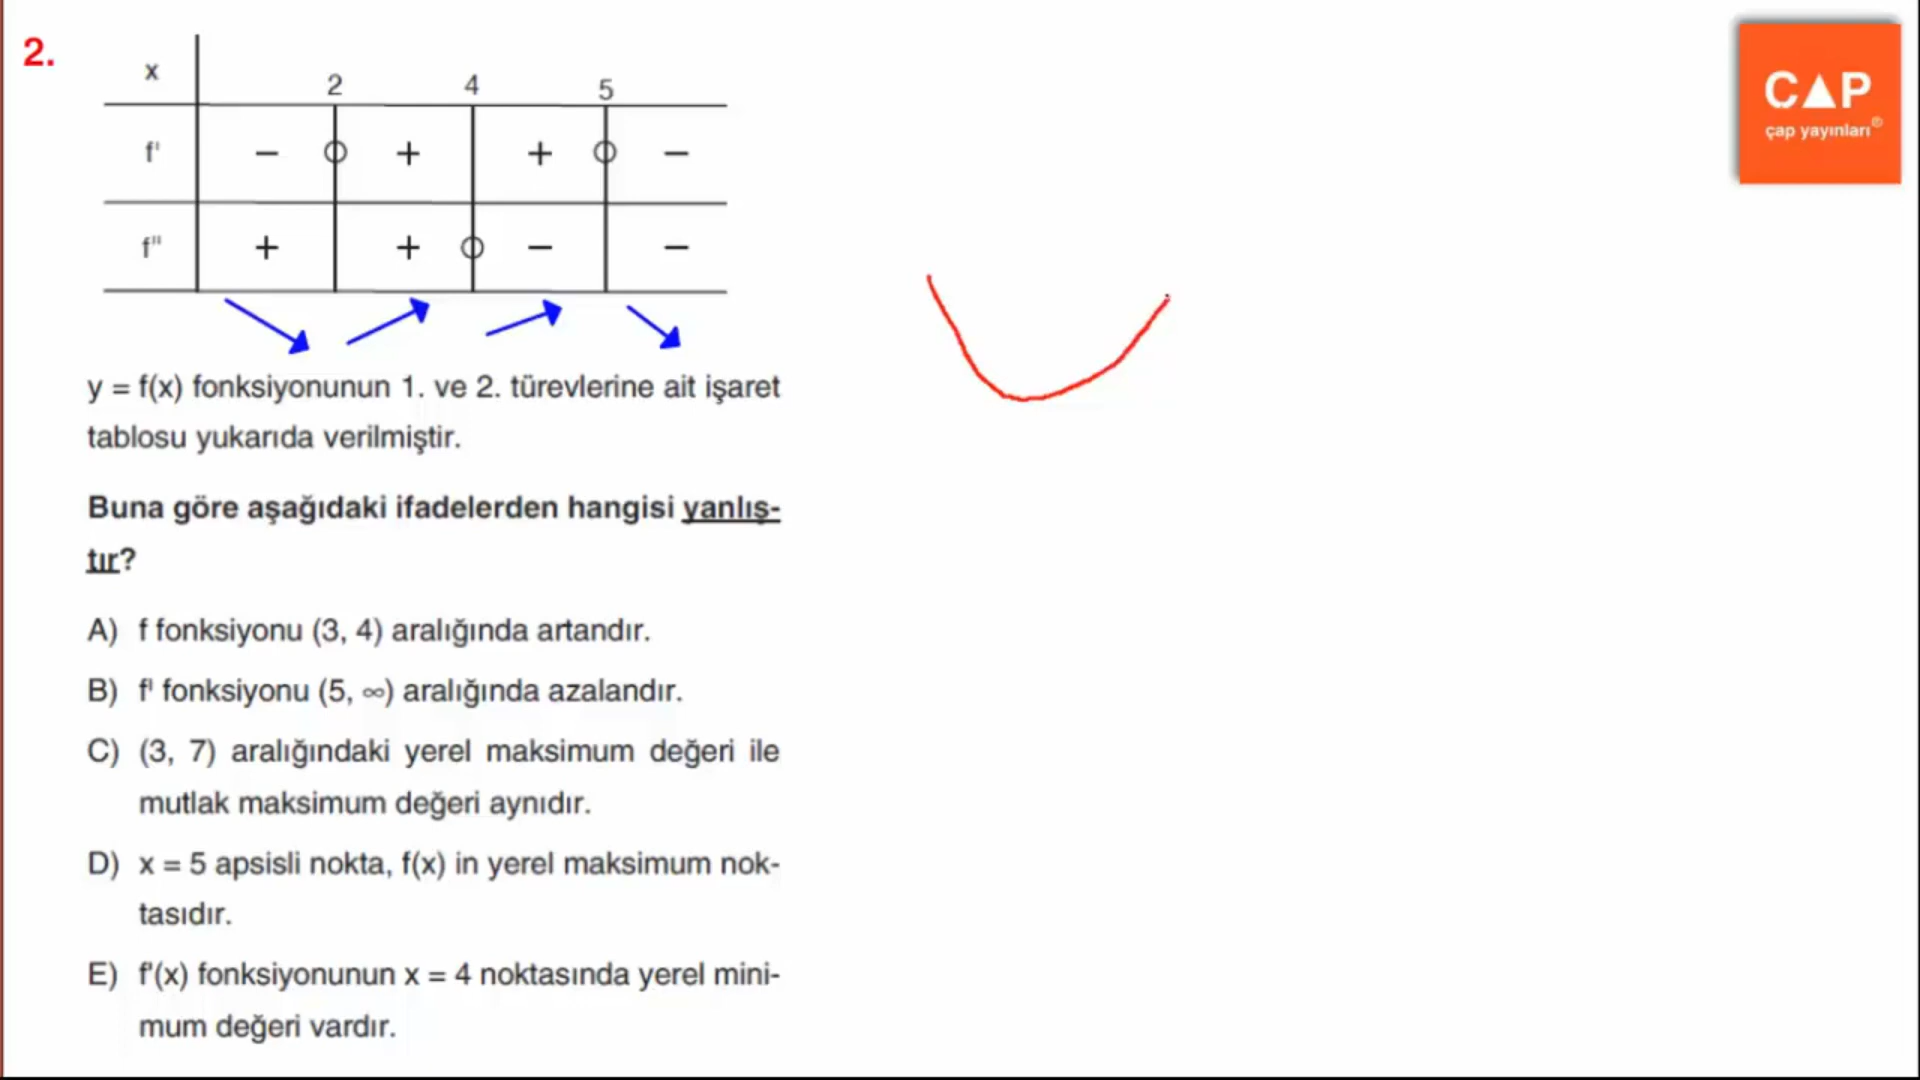 2.
x 2 4 5
f' − + + −
f" + + − −
y = f(x) fonksiyonunun 1. ve 2. türevlerine ait işaret
tablosu yukarıda verilmiştir.
Buna göre aşağıdaki ifadelerden hangisi yanlış-
tır?
A) f fonksiyonu (3, 4) aralığında artandır.
B) f' fonksiyonu (5, ∞) aralığında azalandır.
C) (3, 7) aralığındaki yerel maksimum değeri ile
mutlak maksimum değeri aynıdır.
D) x = 5 apsisli nokta, f(x) in yerel maksimum nok-
tasıdır.
E) f'(x) fonksiyonunun x = 4 noktasında yerel mini-
mum değeri vardır.
CAP
çap yayınları®